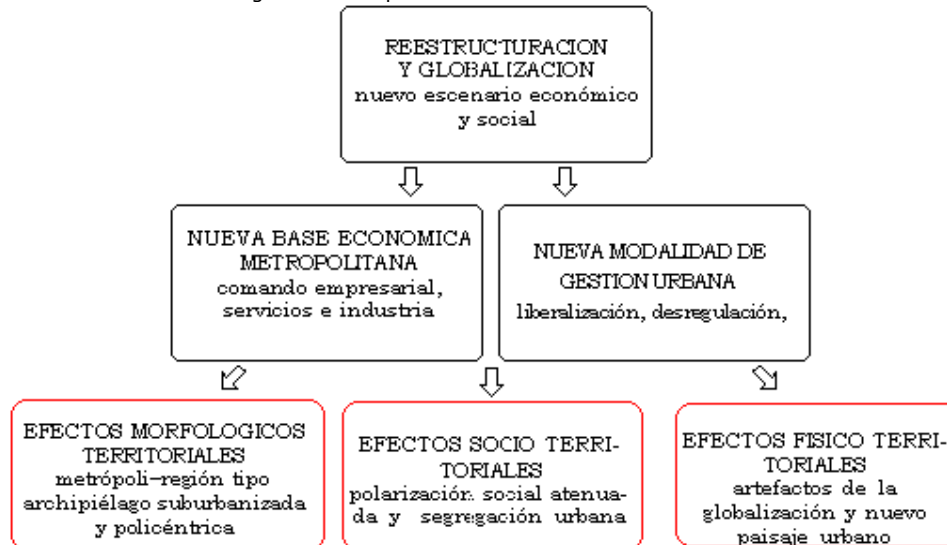 REESTRUCTURACION
Y GLOBALIZACION
nuevo escenario económico
y social
NUEVA BASE ECONOMICA
METROPOLITANA
comando empresarial,
servicios e industria
NUEVA MODALIDAD DE
GESTION URBANA
liberalización, desregulación,
EFECTOS MORFOLOGICOS
TERRITORIALES
metrópoli-región tipo
archipiélago suburbanizada
y policéntrica
EFECTOS SOCIO TERRI-
TORIALES
polarización social atenua-
da y segregación urbana
EFECTOS FISICO TERRI-
TORIALES
artefactos de la
globalización y nuevo
paisaje urbano